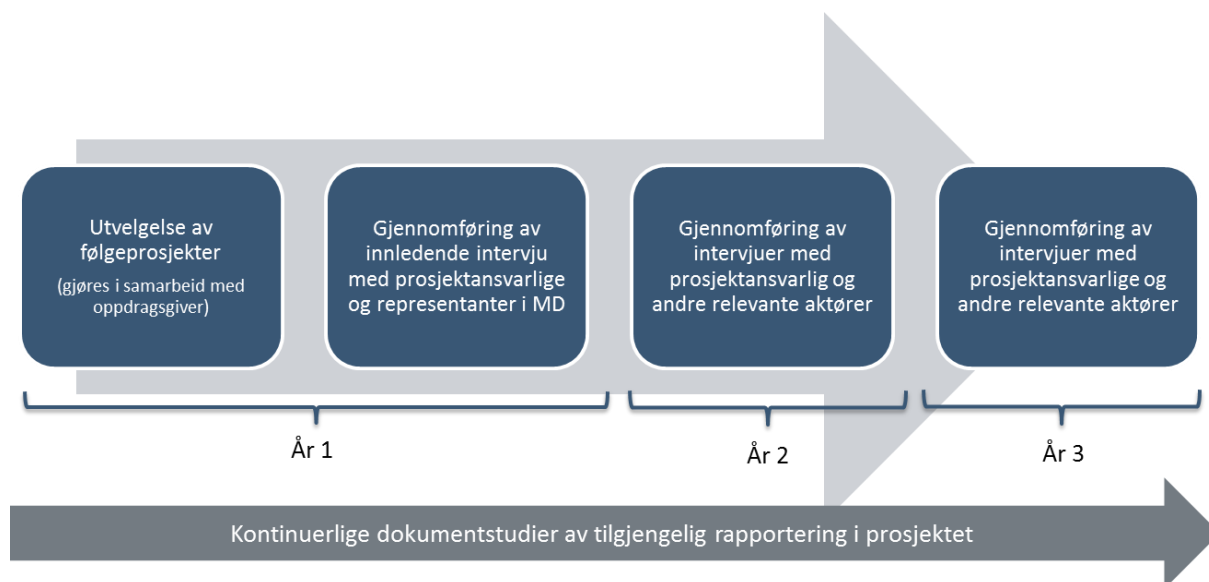 Utvelgelse av
følgeprosjekter
(gjøres i samarbeid med
oppdragsgiver)
Gjennomføring av
innledende intervju
med prosjektansvarlige
og representanter i MD
Gjennomføring av
intervjuer med
prosjektansvarlig og
andre relevante aktører
Gjennomføring av
intervjuer med
prosjektansvarlige og
andre relevante aktører
År 1
År 2
År 3
Kontinuerlige dokumentstudier av tilgjengelig rapportering i prosjektet